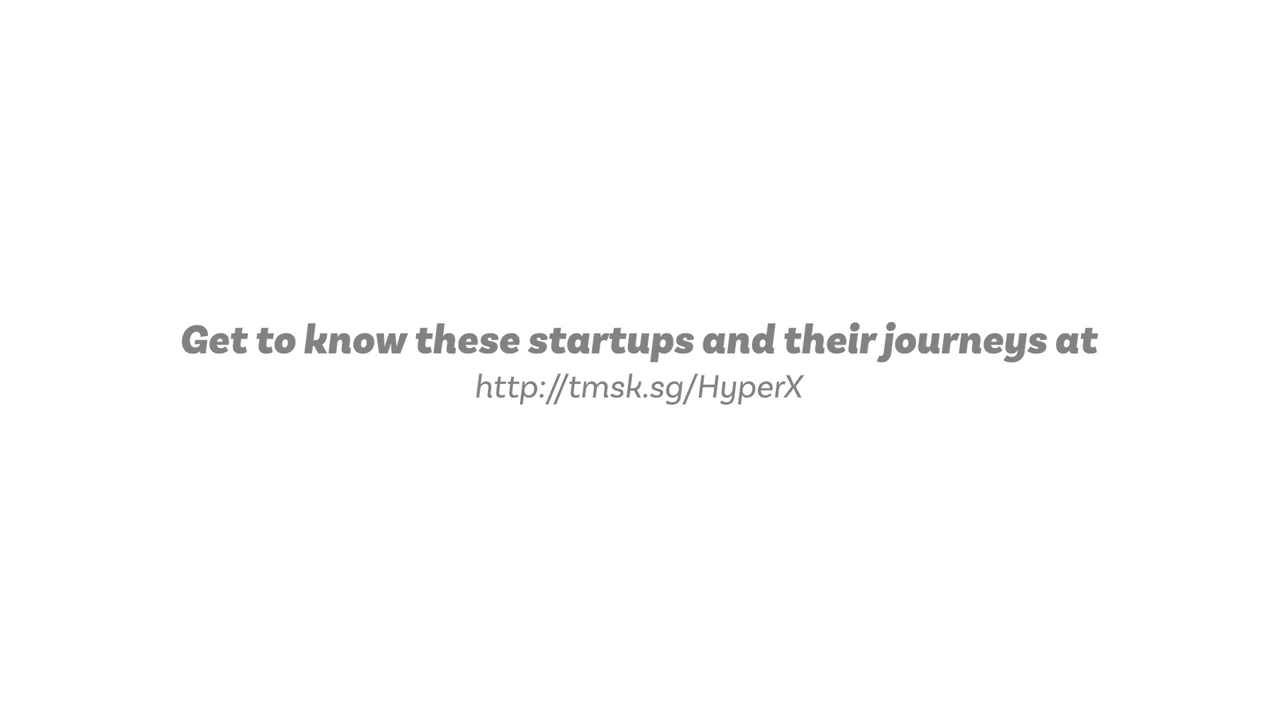 Get to know these startups and their journeys at
http://tmsk.sg/HyperX